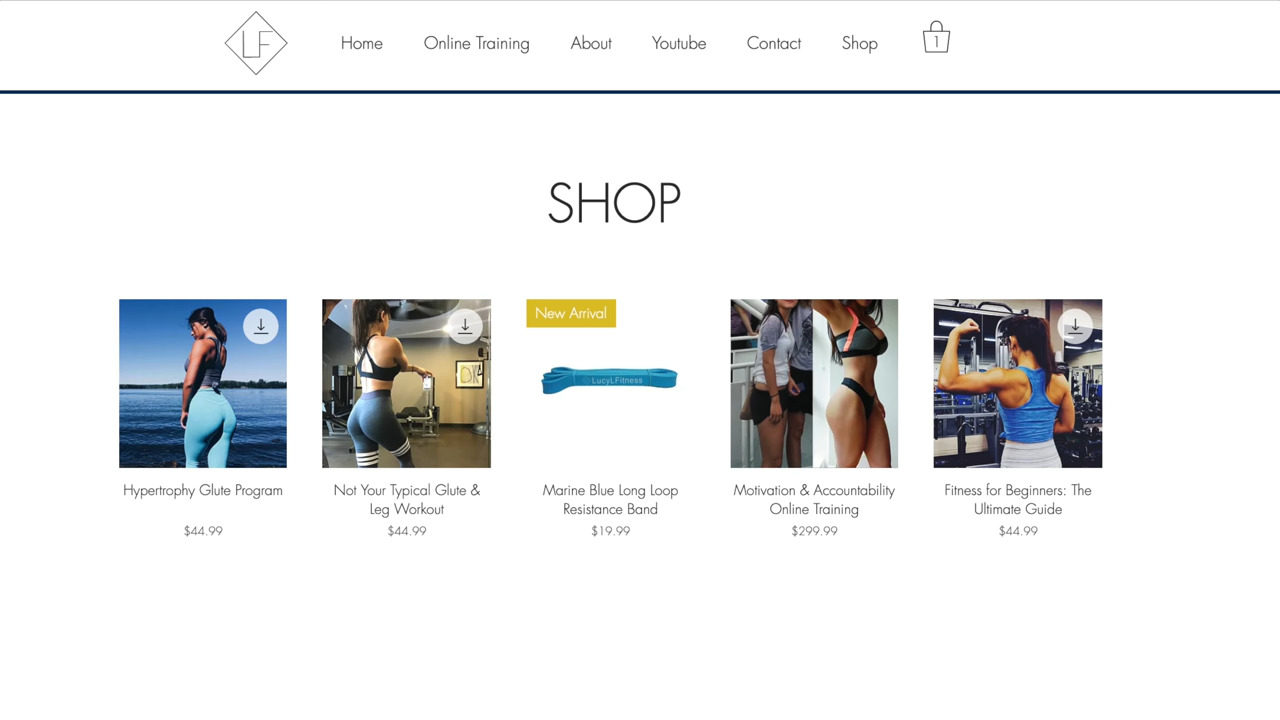 LF
Home
Online Training
About
Youtube
Contact
Shop
1
SHOP
New Arrival
LucyLFitness
Hypertrophy Glute Program
$44.99
Not Your Typical Glute &
Leg Workout
$44.99
Marine Blue Long Loop
Resistance Band
$19.99
Motivation & Accountability
Online Training
$299.99
Fitness for Beginners: The
Ultimate Guide
$44.99